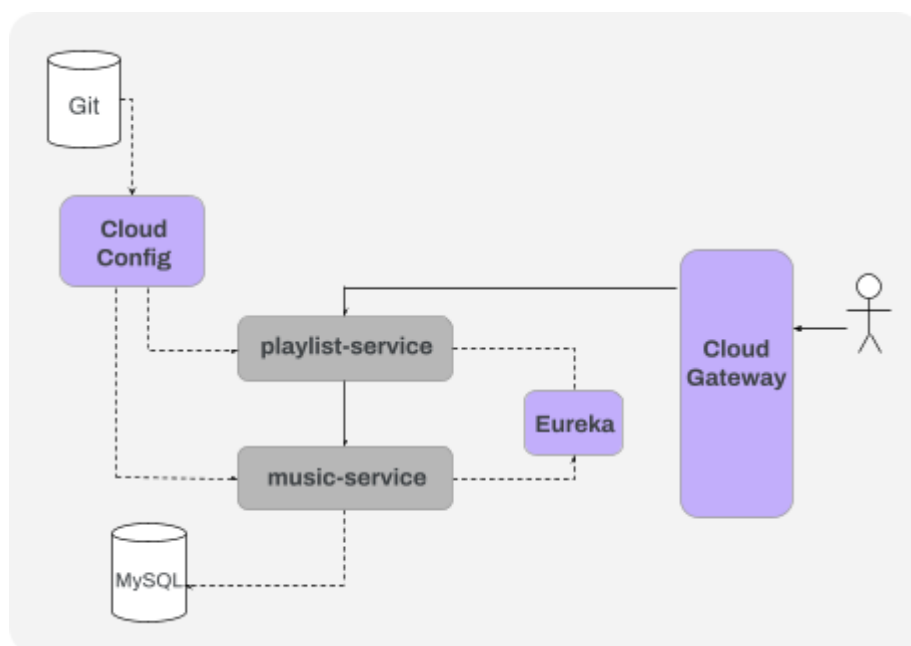 Git
Cloud
Config
playlist-service
Cloud
Gateway
Eureka
music-service
MySQL